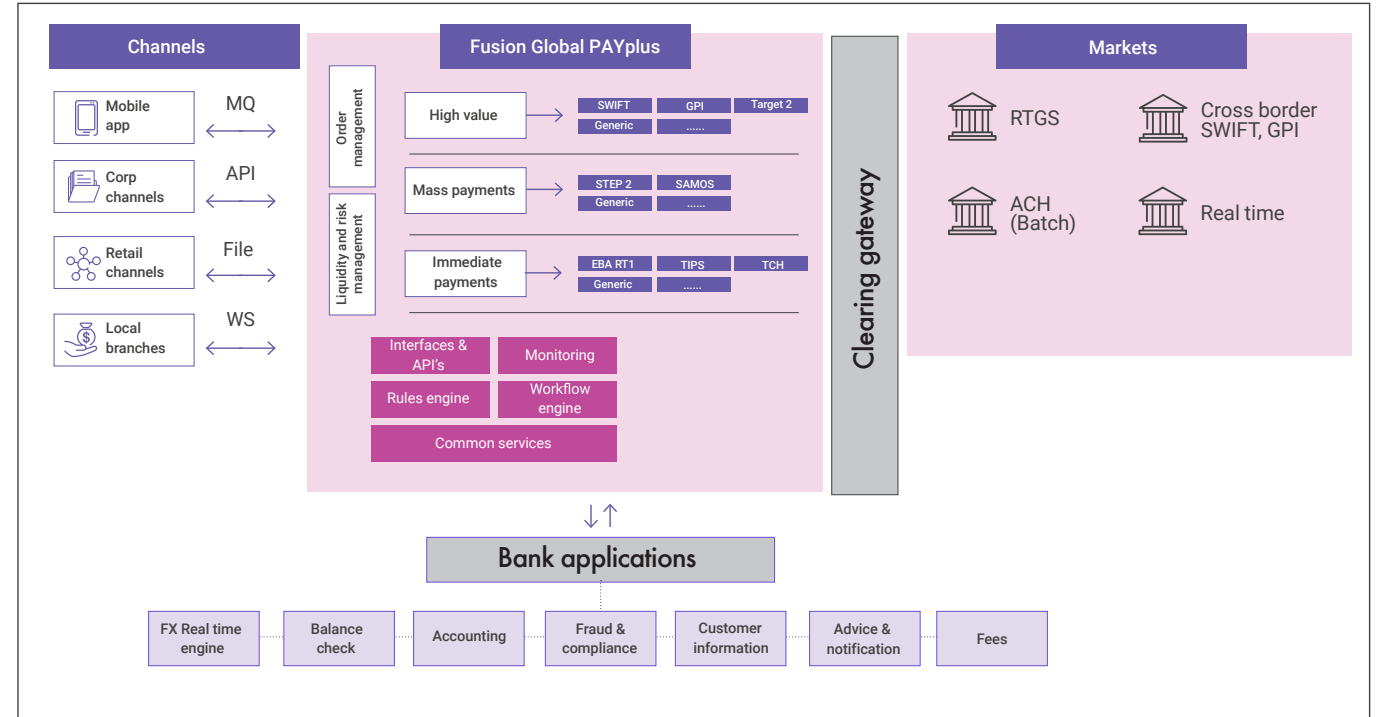 Channels
Fusion Global PAYplus
Markets
Mobile
app
MQ
Corp
channels
API
Retail
channels
File
Local
branches
WS
Order
management
Liquidity and risk
management
High value
SWIFT
GPI
Target 2
Generic
......
Mass payments
STEP 2
SAMOS
Generic
......
Immediate
payments
EBA RT1
TIPS
TCH
Generic
......
Interfaces &
API's
Monitoring
Rules engine
Workflow
engine
Common services
Clearing gateway
RTGS
Cross border
SWIFT, GPI
ACH
(Batch)
Real time
Bank applications
FX Real time
engine
Balance
check
Accounting
Fraud &
compliance
Customer
information
Advice &
notification
Fees
$